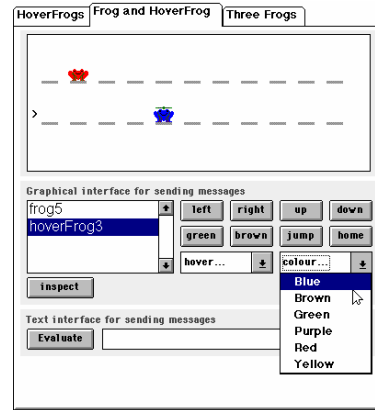 HoverFrogs Frog and HoverFrog Three Frogs
>
Graphical interface for sending messages
frog5
hoverFrog3
left right up down
green brown jump home
hover... colour...
inspect
Blue
Brown
Green
Purple
Red
Yellow
Text interface for sending messages
Evaluate